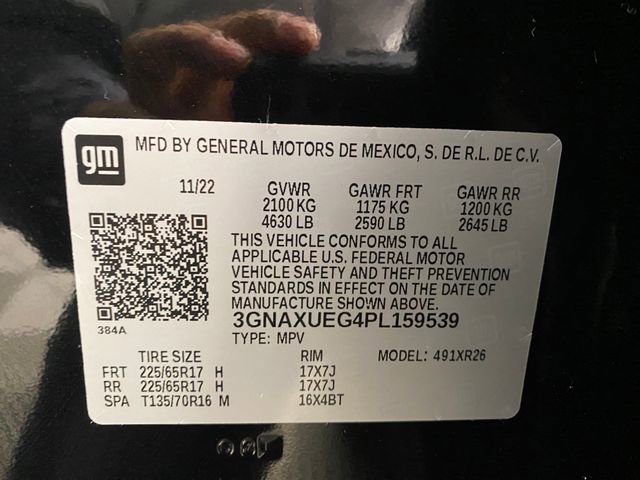 gm
MFD BY GENERAL MOTORS DE MEXICO, S. DE R.L. DE C.V.
11/22 GVWR GAWR FRT GAWR RR
2100 KG 1175 KG 1200 KG
4630 LB 2590 LB 2645 LB
THIS VEHICLE CONFORMS TO ALL
APPLICABLE U.S. FEDERAL MOTOR
VEHICLE SAFETY AND THEFT PREVENTION
STANDARDS IN EFFECT ON THE DATE OF
MANUFACTURE SHOWN ABOVE.
384A
3GNAXUEG4PL159539
TYPE: MPV
TIRE SIZE RIM MODEL: 491XR26
FRT 225/65R17 H 17X7J
RR 225/65R17 H 17X7J
SPA T135/70R16 M 16X4BT